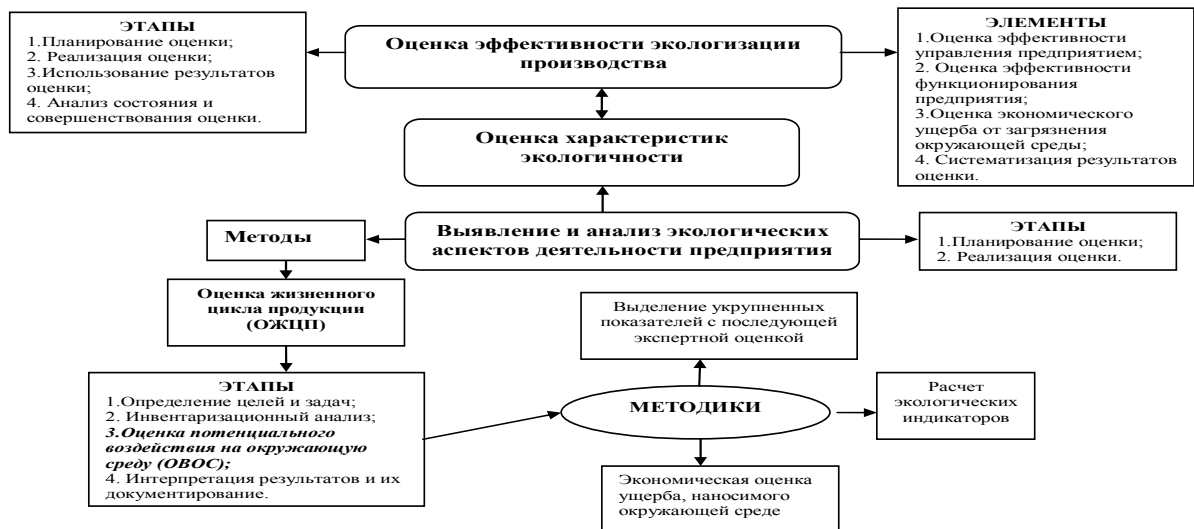 ЭТАПЫ
1.Планирование оценки;
2. Реализация оценки;
3.Использование результатов
оценки;
4. Анализ состояния и
совершенствования оценки.
Оценка эффективности экологизации
производства
ЭЛЕМЕНТЫ
1.Оценка эффективности
управления предприятием;
2. Оценка эффективности
функционирования
предприятия;
3.Оценка экономического
ущерба от загрязнения
окружающей среды;
4. Систематизация результатов
оценки.
Оценка характеристик
экологичности
Методы
Выявление и анализ экологических
аспектов деятельности предприятия
ЭТАПЫ
1.Планирование оценки;
2. Реализация оценки.
Оценка жизненного
цикла продукции
(ОЖЦП)
Выделение укрупненных
показателей с последующей
экспертной оценкой
ЭТАПЫ
1.Определение целей и задач;
2. Инвентаризационный анализ;
3.Оценка потенциального
воздействия на окружающую
среду (ОВОС);
4. Интерпретация результатов и их
документирование.
МЕТОДИКИ
Расчет
экологических
индикаторов
Экономическая оценка
ущерба, наносимого
окружающей среде